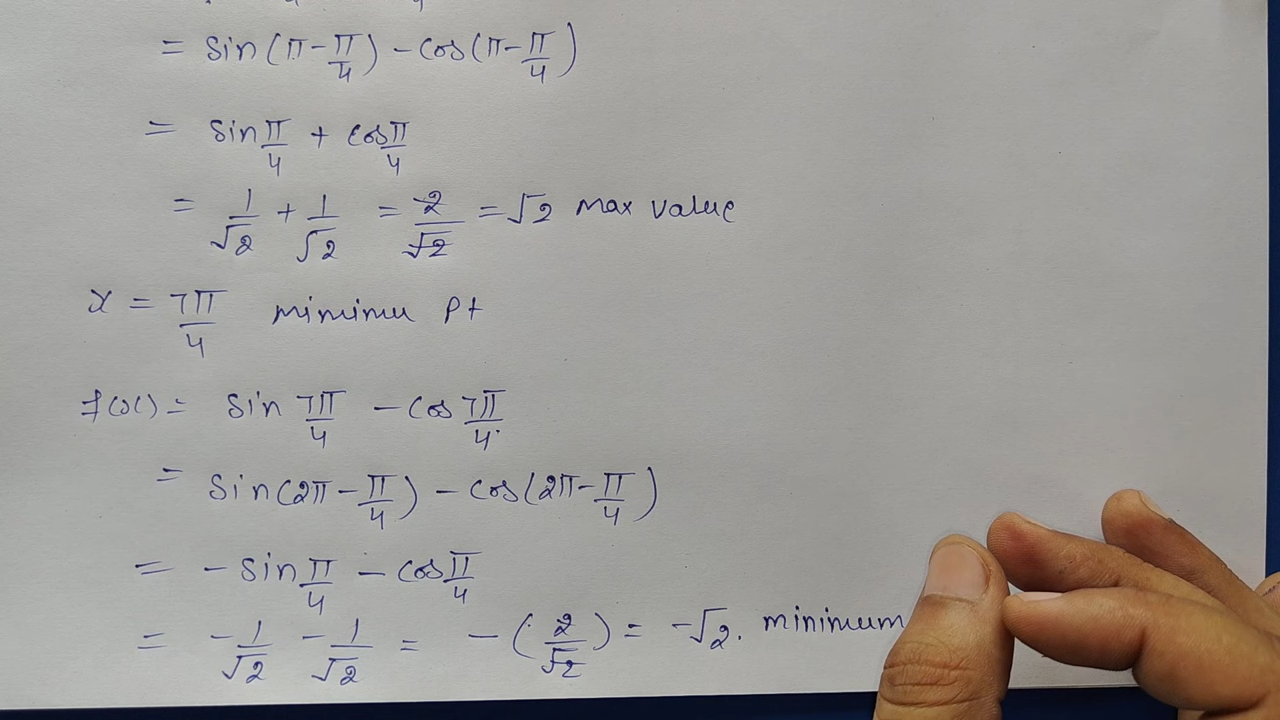 = sin(π-π/4) - cos(π-π/4)
= sin π/4 + cos π/4
= 1/√2 + 1/√2 = 2/√2 = √2 max value
x = 7π/4 minimu pt
f(x) = sin 7π/4 - cos 7π/4
= sin(2π-π/4) - cos(2π-π/4)
= -sin π/4 - cos π/4
= -1/√2 - 1/√2 = -(2/√2) = -√2. minimum